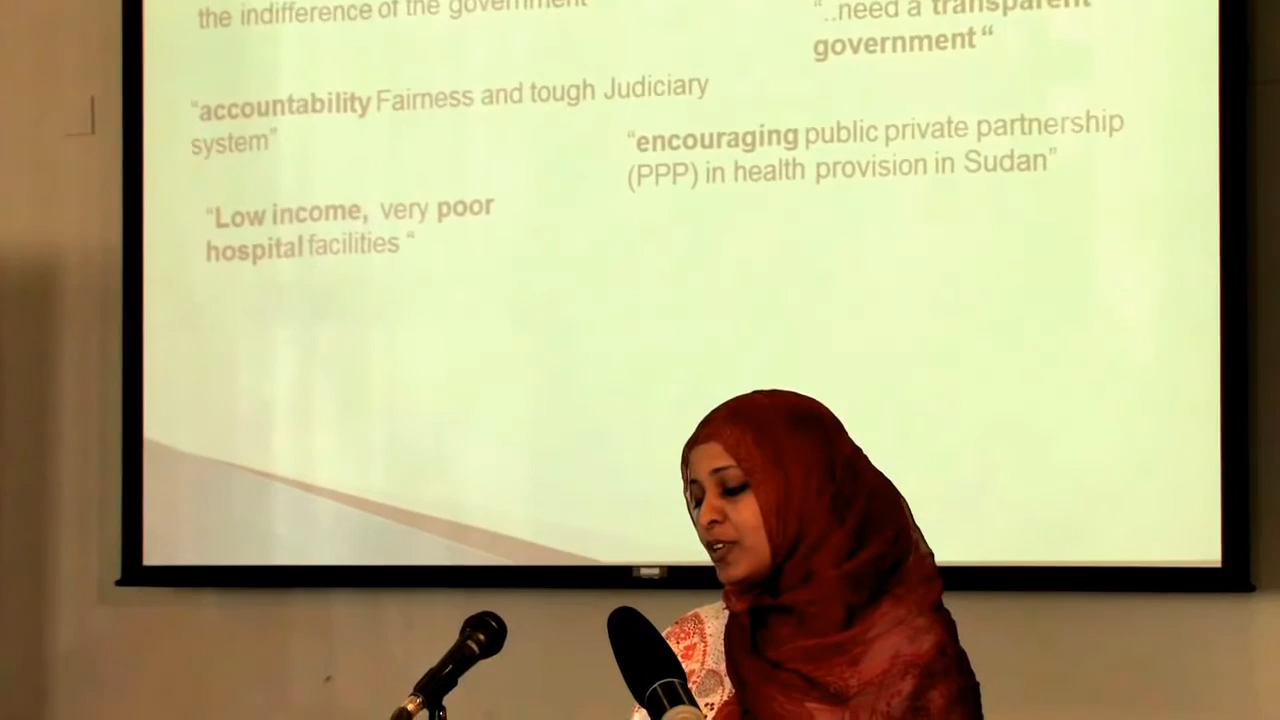 the indifference of the government
“..need a transparent
government “
“accountability Fairness and tough Judiciary
system”
“encouraging public private partnership
(PPP) in health provision in Sudan”
“Low income, very poor
hospital facilities “